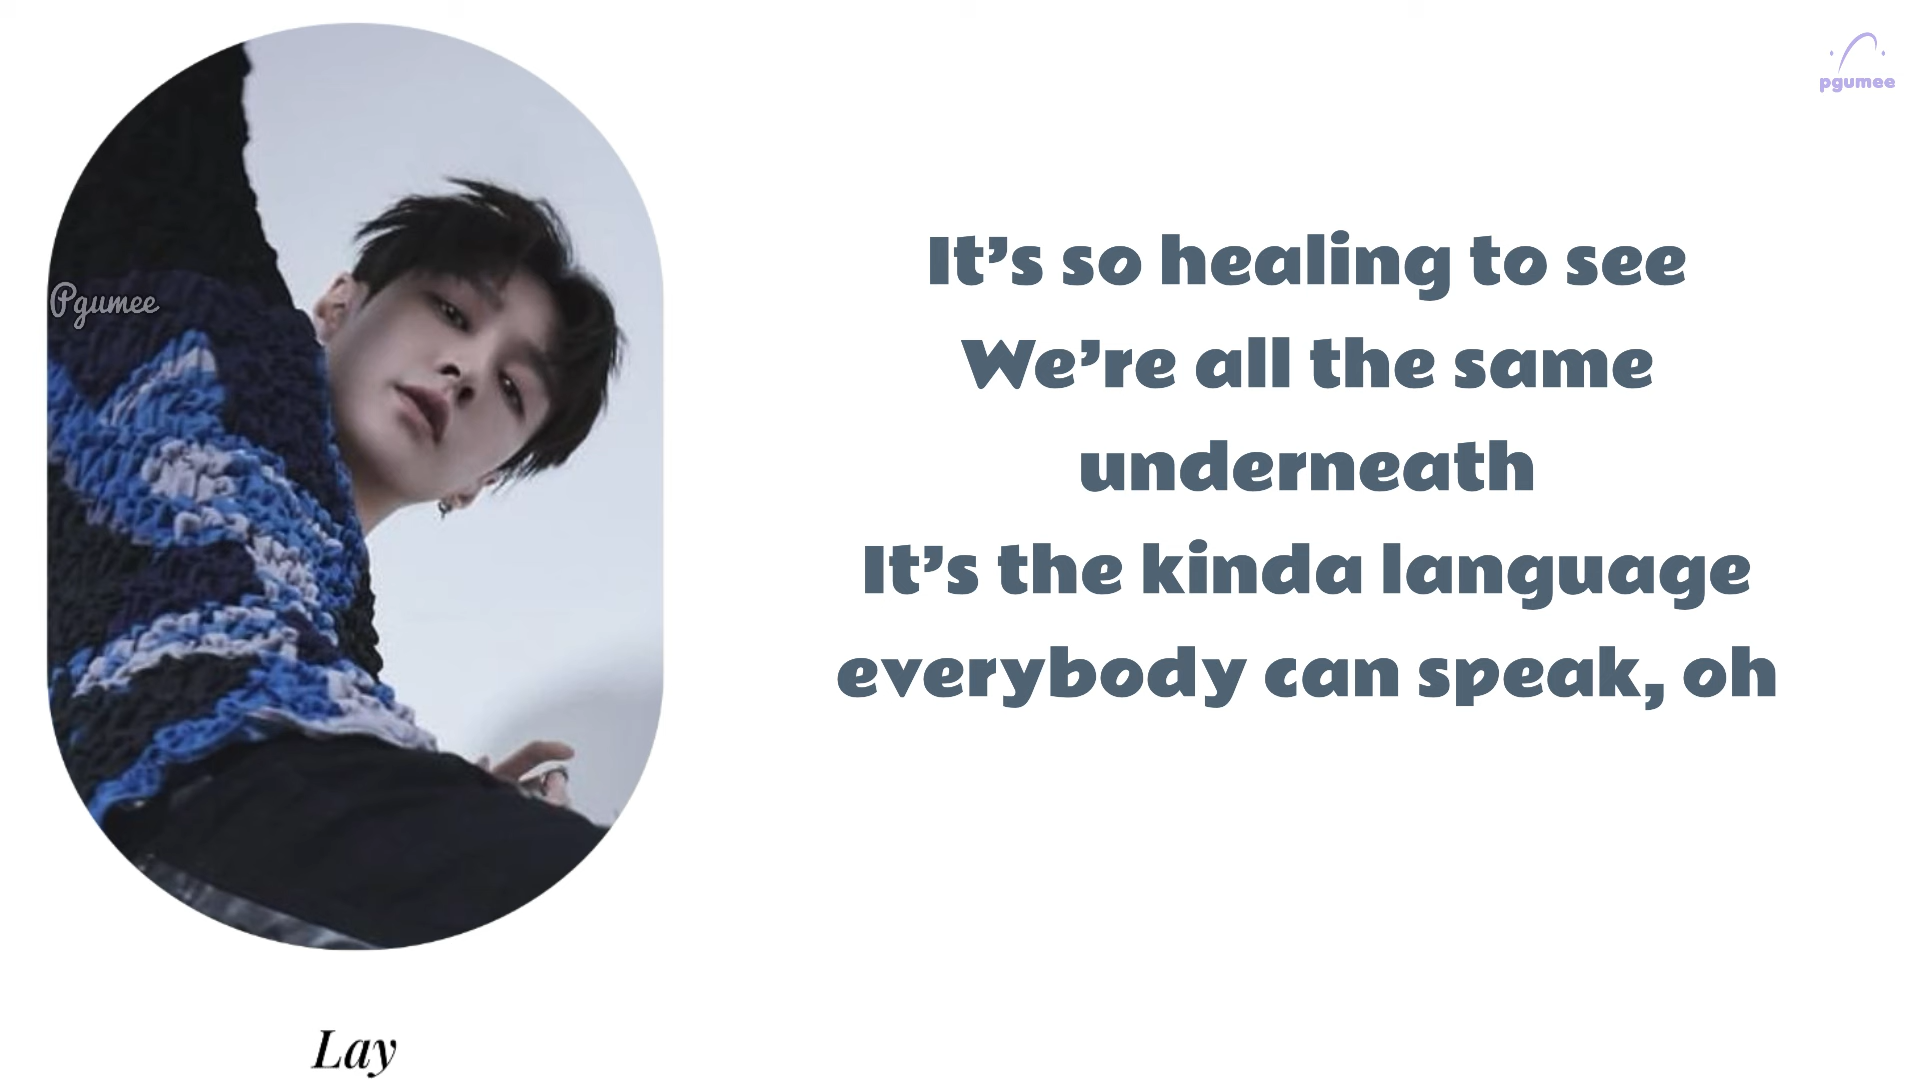 pgumee
Pgumee
It's so healing to see
We're all the same
underneath
It's the kinda language
everybody can speak, oh
Lay